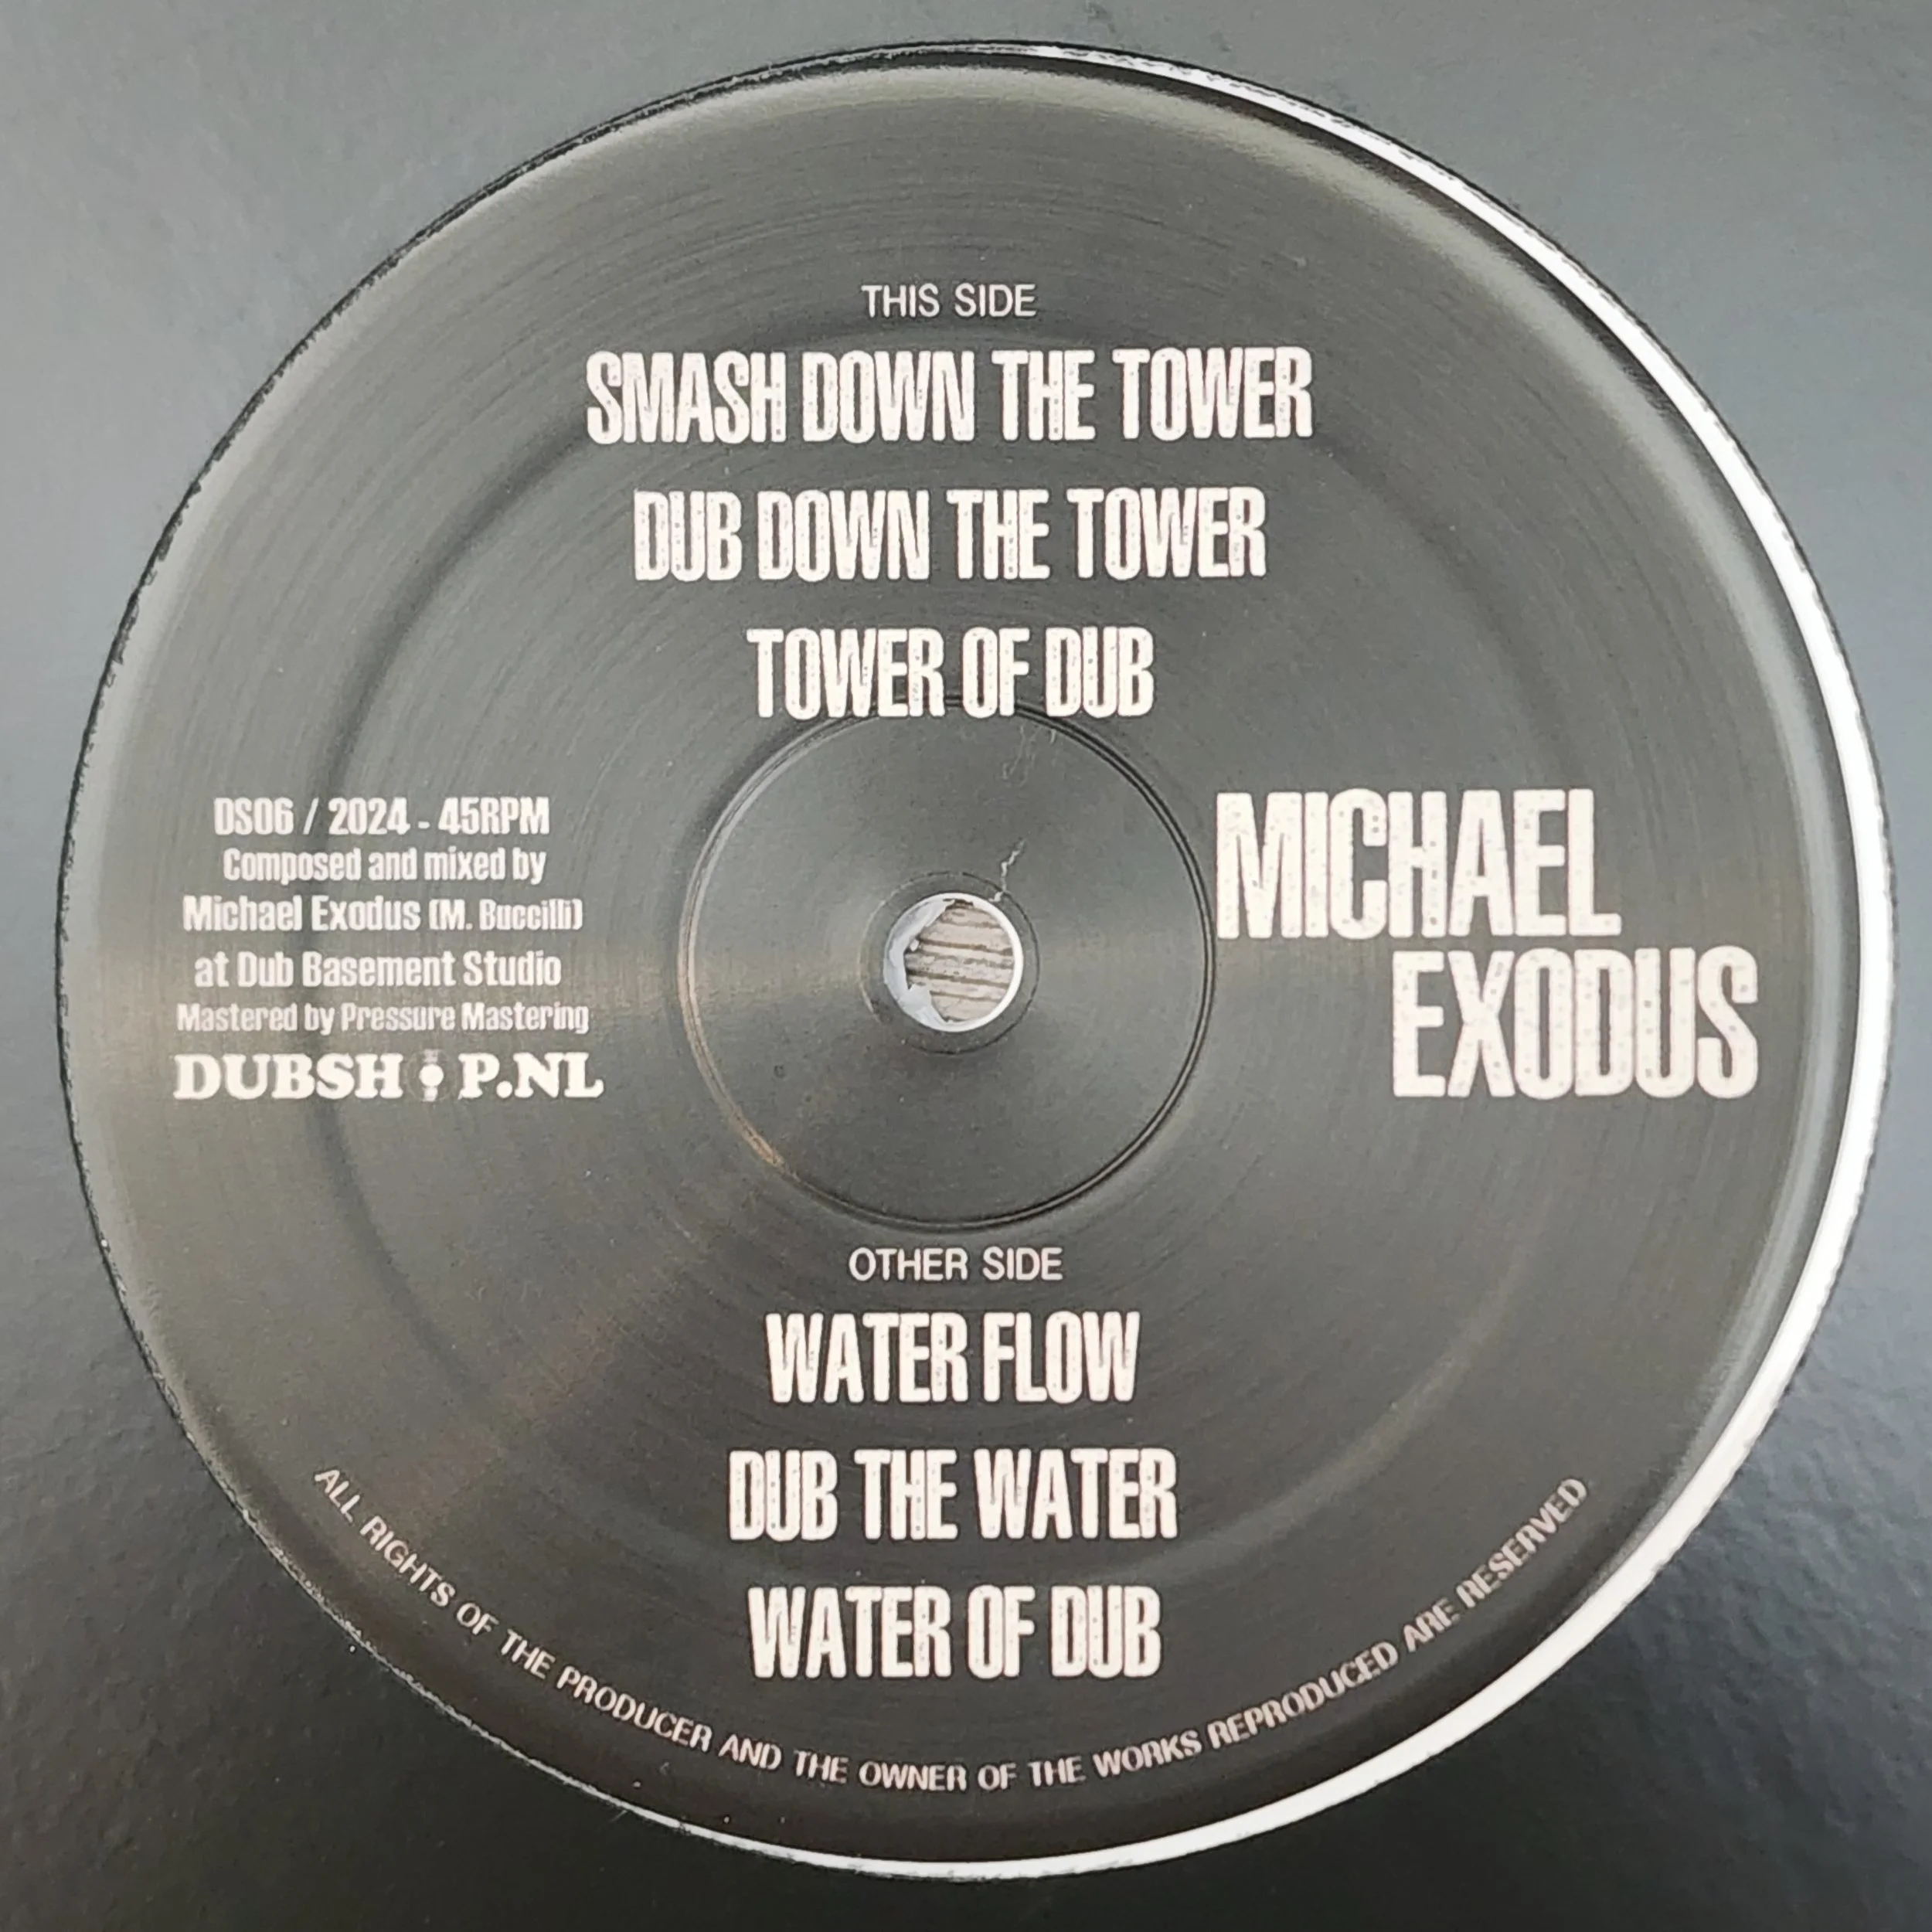 THIS SIDE
SMASH DOWN THE TOWER
DUB DOWN THE TOWER
TOWER OF DUB
DS06 / 2024 - 45RPM
Composed and mixed by
Michael Exodus (M. Buccilli)
at Dub Basement Studio
Mastered by Pressure Mastering
DUBSHOP.NL
MICHAEL
EXODUS
OTHER SIDE
WATER FLOW
DUB THE WATER
WATER OF DUB
ALL RIGHTS OF THE PRODUCER AND THE OWNER OF THE WORKS REPRODUCED ARE RESERVED